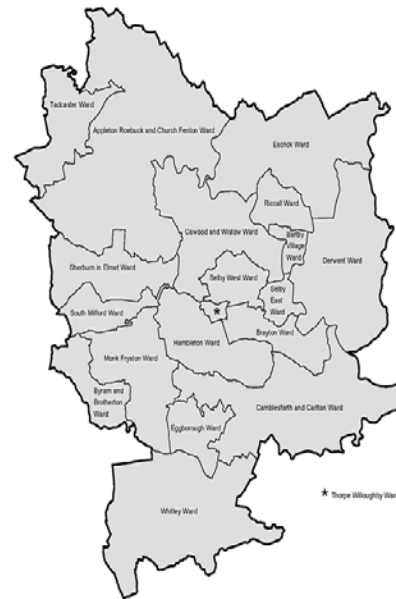 Tadcaster Ward
Appleton Roebuck and Church Fenton Ward
Escrick Ward
Riccall Ward
Cawood and Wistow Ward
Barlby
Village
Ward
Derwent Ward
Sherburn in Elmet Ward
Selby West Ward
Selby
East
Ward
South Milford Ward
*
Brayton Ward
Hambleton Ward
Monk Fryston Ward
Byram and
Brotherton
Ward
Camblesforth and Carlton Ward
Eggborough Ward
* Thorpe Willoughby Ward
Whitley Ward